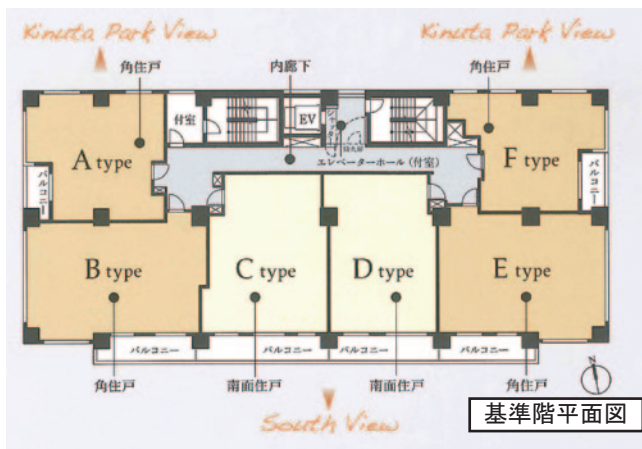 Kinuta Park View
Kinuta Park View
角住戸
内廊下
角住戸
付室
EV
A type
F type
エレベーターホール(付室)
バルコニー
バルコニー
B type
C type
D type
E type
バルコニー
バルコニー
バルコニー
バルコニー
角住戸
南面住戸
南面住戸
角住戸
N
South View
基準階平面図